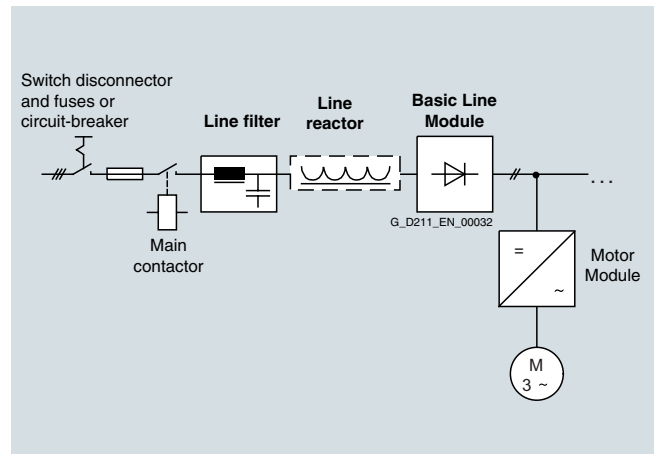 Switch disconnector
and fuses or
circuit-breaker
Line filter
Line
reactor
Basic Line
Module
G_D211_EN_00032
...
Main
contactor
=
~
Motor
Module
M
3 ~